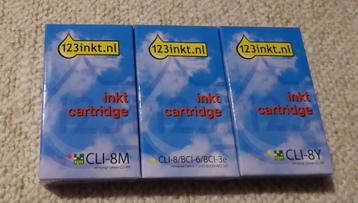 123inkt.nl
inkt
cartridge
CLI-8M
123inkt.nl
inkt
cartridge
CLI-8/BCI-6/BCI-3e
123inkt.nl
inkt
cartridge
CLI-8Y